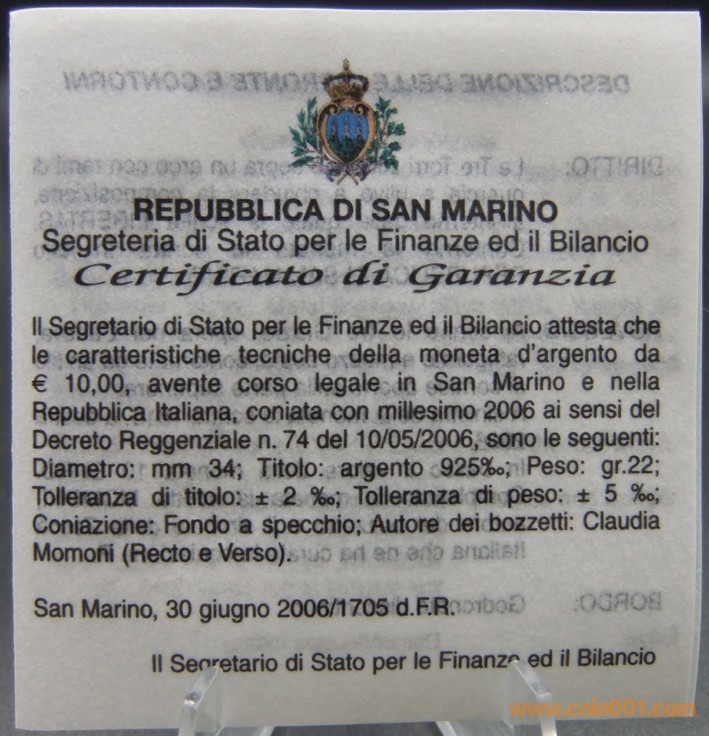 REPUBBLICA DI SAN MARINO
Segreteria di Stato per le Finanze ed il Bilancio
Certificato di Garanzia
Il Segretario di Stato per le Finanze ed il Bilancio attesta che
le caratteristiche tecniche della moneta d'argento da
€ 10,00, avente corso legale in San Marino e nella
Repubblica Italiana, coniata con millesimo 2006 ai sensi del
Decreto Reggenziale n. 74 del 10/05/2006, sono le seguenti:
Diametro: mm 34; Titolo: argento 925‰; Peso: gr.22;
Tolleranza di titolo: ± 2 ‰; Tolleranza di peso: ± 5 ‰;
Coniazione: Fondo a specchio; Autore dei bozzetti: Claudia
Momoni (Recto e Verso).
San Marino, 30 giugno 2006/1705 d.F.R.
Il Segretario di Stato per le Finanze ed il Bilancio
www.coin001.com